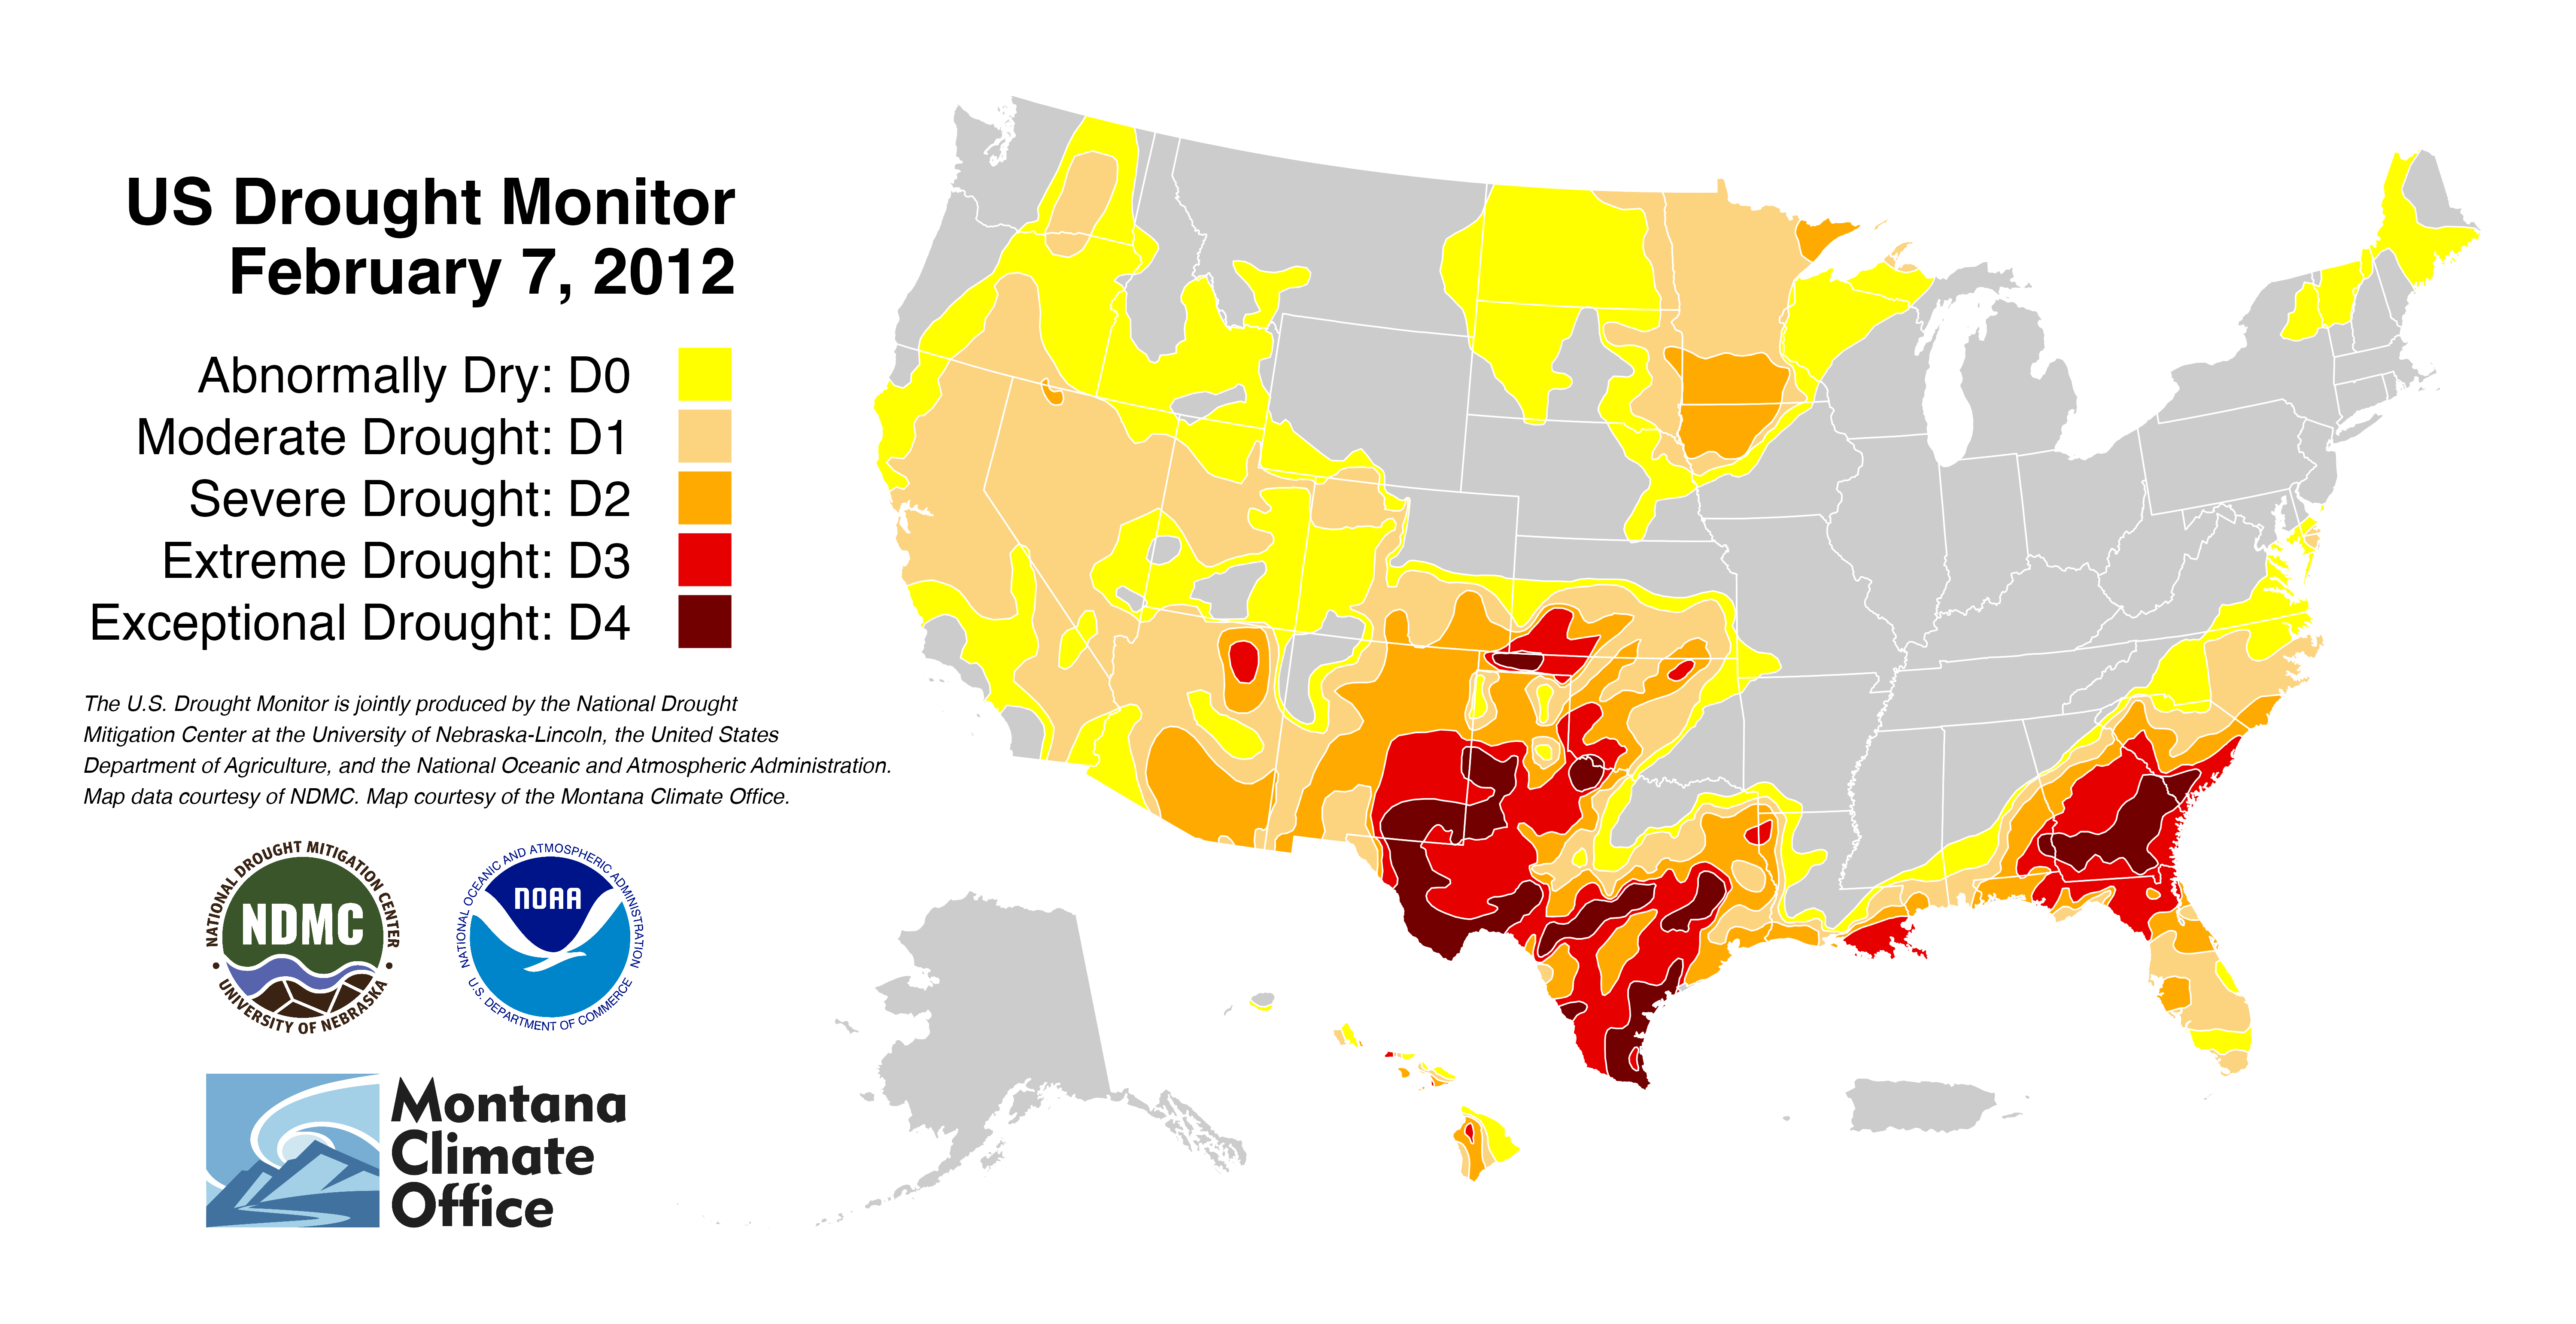 US Drought Monitor
February 7, 2012
Abnormally Dry: D0
Moderate Drought: D1
Severe Drought: D2
Extreme Drought: D3
Exceptional Drought: D4
The U.S. Drought Monitor is jointly produced by the National Drought
Mitigation Center at the University of Nebraska-Lincoln, the United States
Department of Agriculture, and the National Oceanic and Atmospheric Administration.
Map data courtesy of NDMC. Map courtesy of the Montana Climate Office.
NATIONAL DROUGHT MITIGATION CENTER
NDMC
UNIVERSITY OF NEBRASKA
NATIONAL OCEANIC AND ATMOSPHERIC ADMINISTRATION
NOAA
U.S. DEPARTMENT OF COMMERCE
Montana
Climate
Office